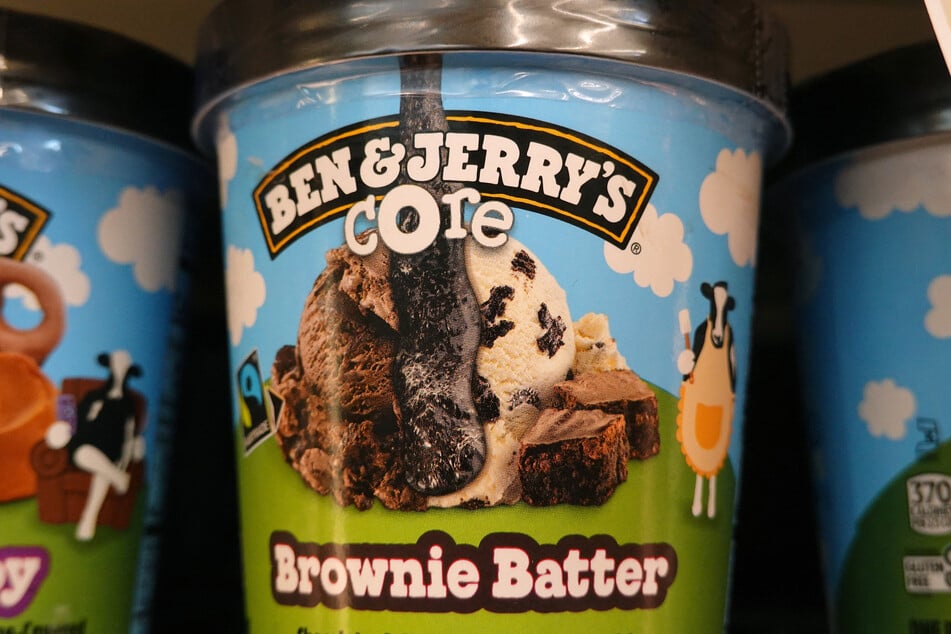 BEN & JERRY'S
®
core
Brownie Batter
370
GLUTEN
FREE